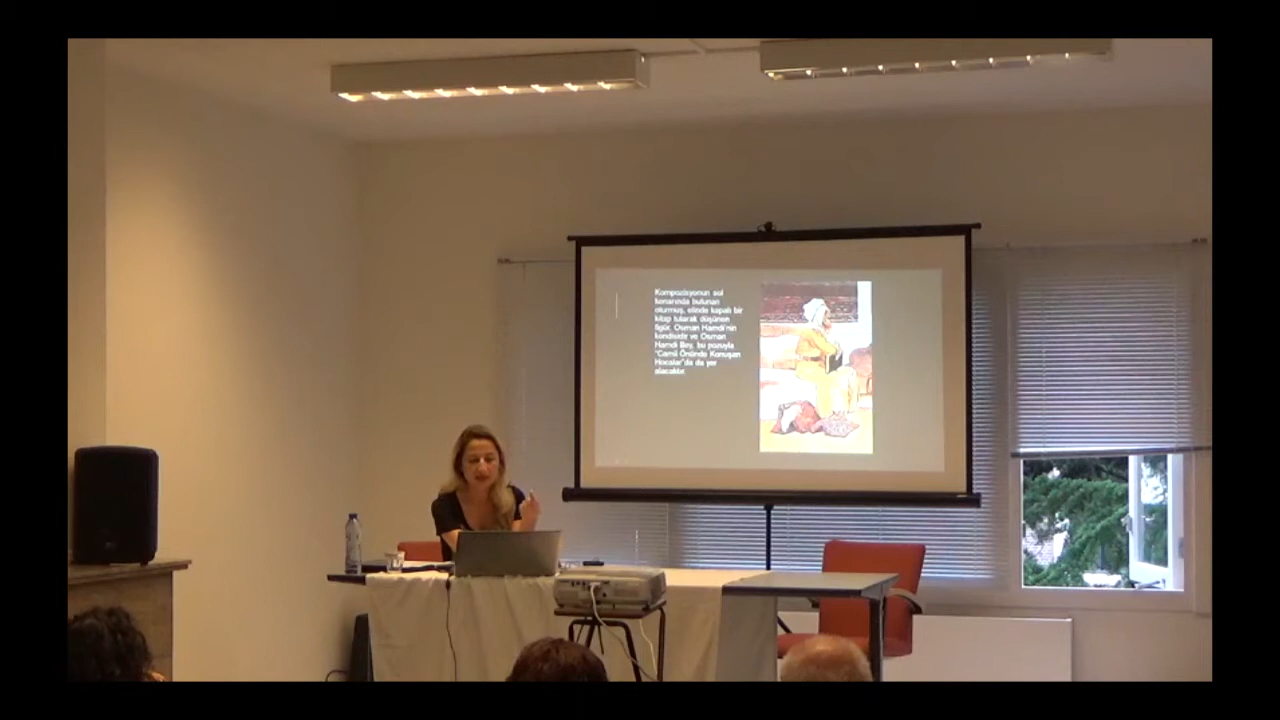 Kompozisyonun sol
kenarında bulunan
oturmuş, elinde kapalı bir
kitap tutarak düşünen
figür, Osman Hamdi'nin
kendisidir ve Osman
Hamdi Bey, bu pozuyla
"Camii Önünde Konuşan
Hocalar'da da yer
alacaktır.